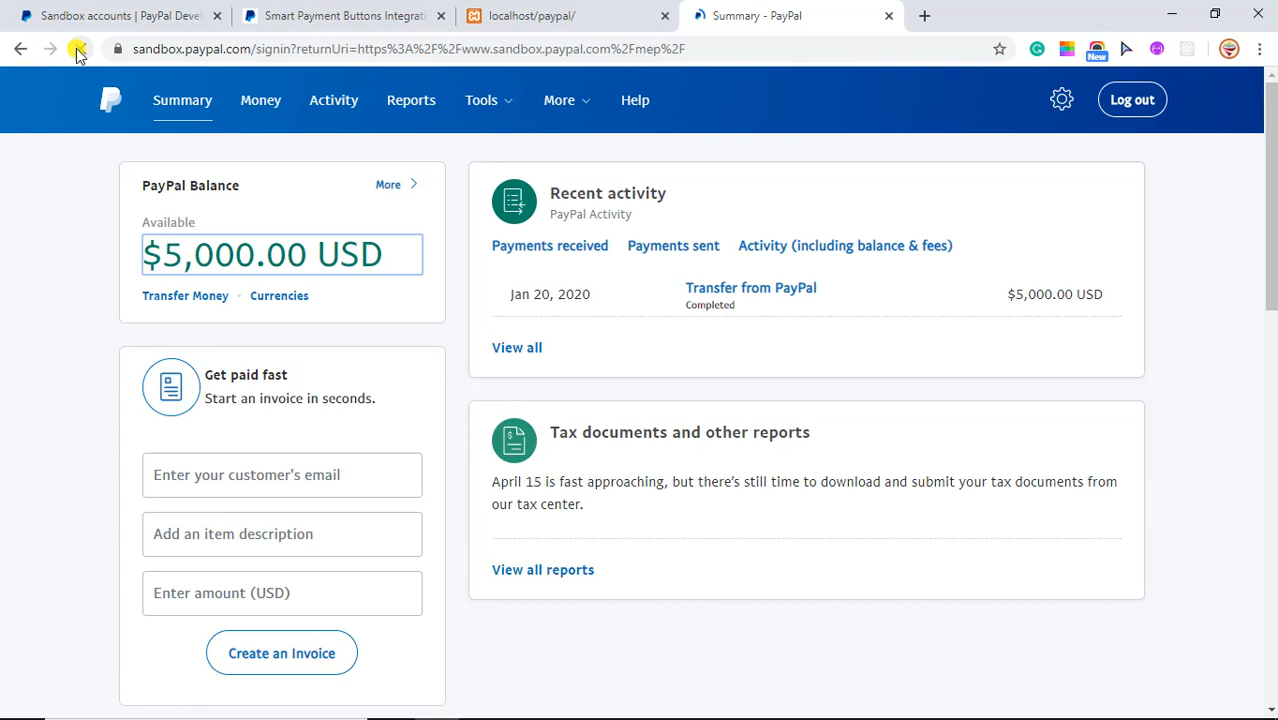 Sandbox accounts | PayPal Devel
Smart Payment Buttons Integrati
localhost/paypal/
Summary - PayPal
sandbox.paypal.com/signin?returnUri=https%3A%2F%2Fwww.sandbox.paypal.com%2Fmep%2F
New
Summary
Money
Activity
Reports
Tools
More
Help
Log out
PayPal Balance
More
Available
$5,000.00 USD
Transfer Money · Currencies
Get paid fast
Start an invoice in seconds.
Enter your customer's email
Add an item description
Enter amount (USD)
Create an Invoice
Recent activity
PayPal Activity
Payments received
Payments sent
Activity (including balance & fees)
Jan 20, 2020
Transfer from PayPal
$5,000.00 USD
Completed
View all
Tax documents and other reports
April 15 is fast approaching, but there's still time to download and submit your tax documents from
our tax center.
View all reports